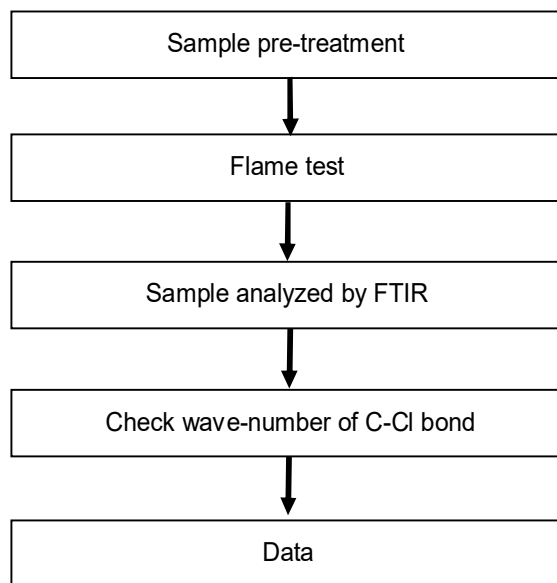 Sample pre-treatment
Flame test
Sample analyzed by FTIR
Check wave-number of C-Cl bond
Data